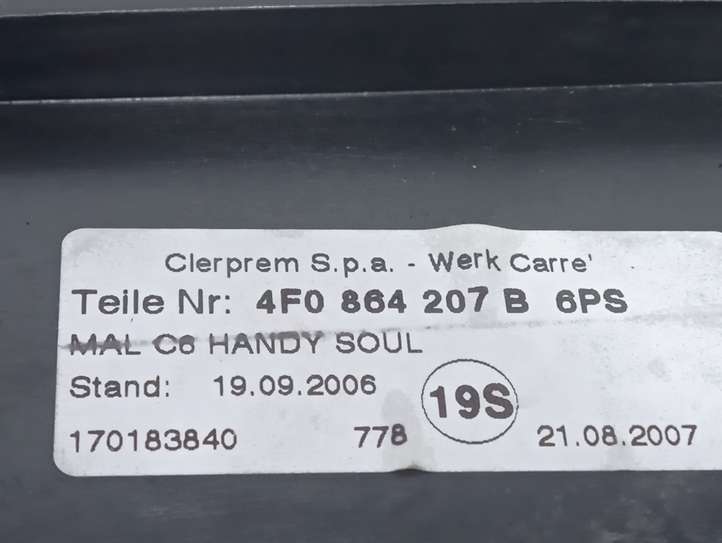 Clerprem S.p.a. - Werk Carre'
Teile Nr: 4F0 864 207 B 6PS
MAL C6 HANDY SOUL
Stand: 19.09.2006
19S
170183840 778 21.08.2007